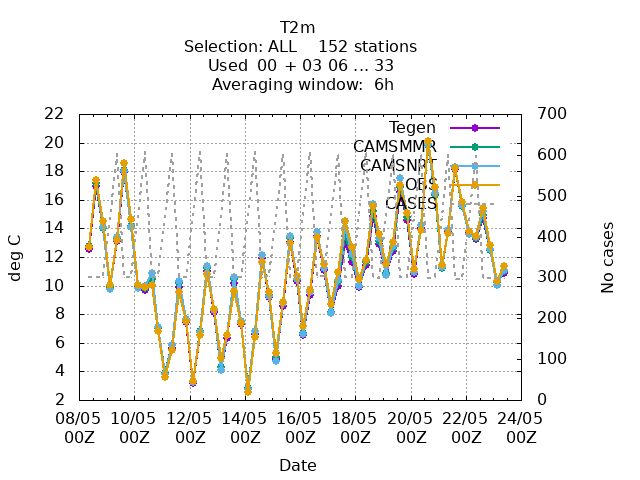 T2m
Selection: ALL    152 stations
Used  00 + 03 06 ... 33
Averaging window:  6h
deg C
22
20
18
16
14
12
10
8
6
4
2
Tegen
CAMSMMR
CAMSNRT
OBS
CASES
700
600
500
400
300
200
100
0
No cases
08/05 10/05 12/05 14/05 16/05 18/05 20/05 22/05 24/05
00Z 00Z 00Z 00Z 00Z 00Z 00Z 00Z 00Z
Date